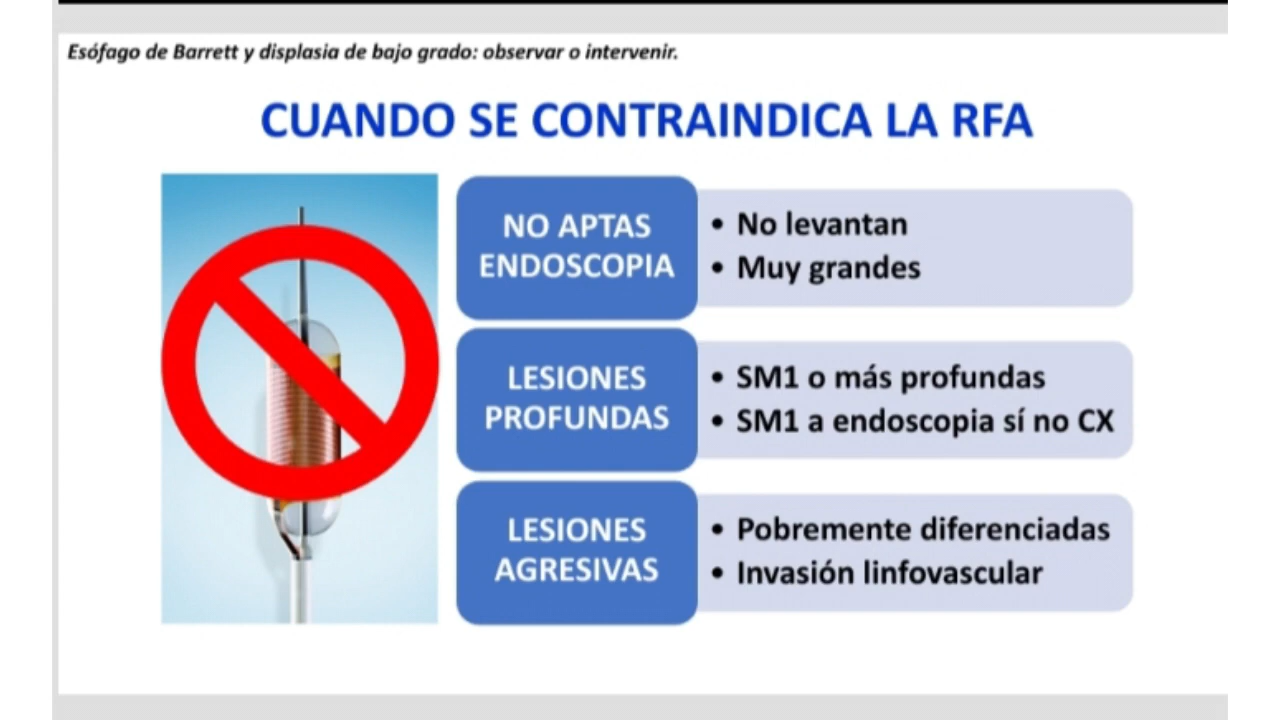 Esófago de Barrett y displasia de bajo grado: observar o intervenir.
CUANDO SE CONTRAINDICA LA RFA
NO APTAS
ENDOSCOPIA
• No levantan
• Muy grandes
LESIONES
PROFUNDAS
• SM1 o más profundas
• SM1 a endoscopia sí no CX
LESIONES
AGRESIVAS
• Pobremente diferenciadas
• Invasión linfovascular